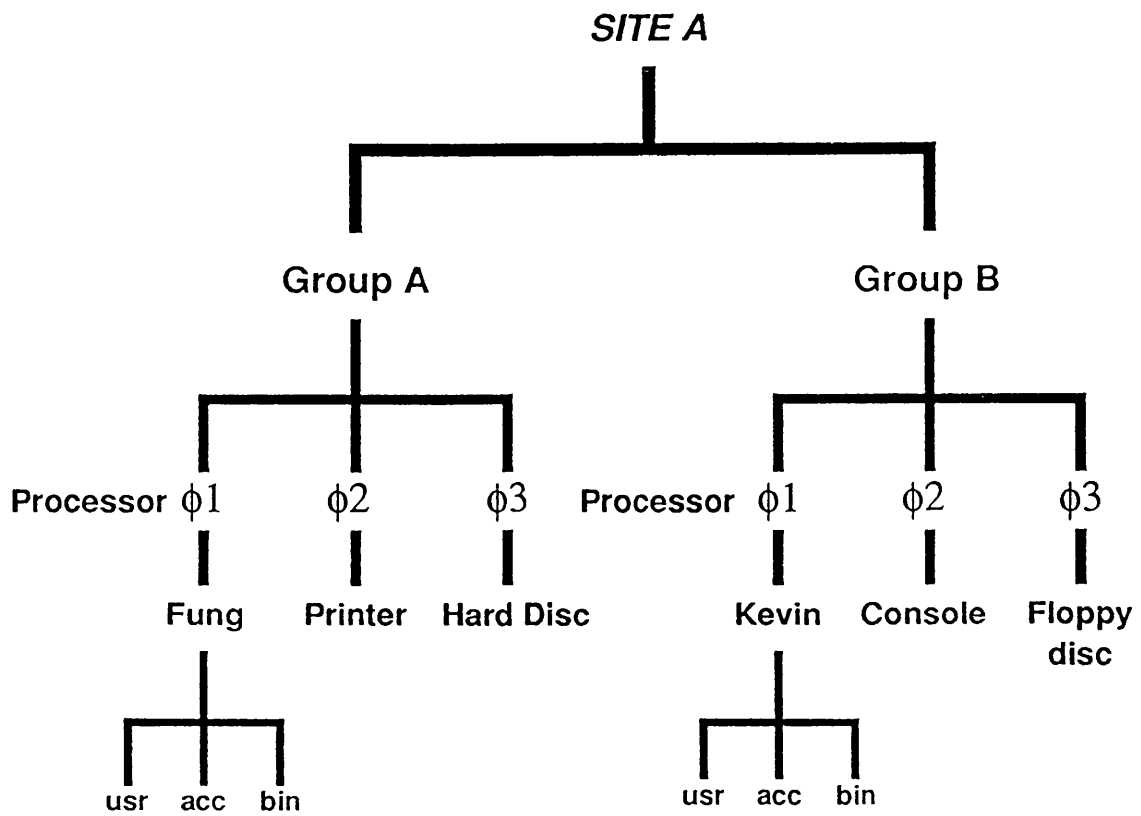 SITE A
Group A Group B
Processor ϕ1 ϕ2 ϕ3 Processor ϕ1 ϕ2 ϕ3
Fung Printer Hard Disc Kevin Console Floppy
disc
usr acc bin usr acc bin